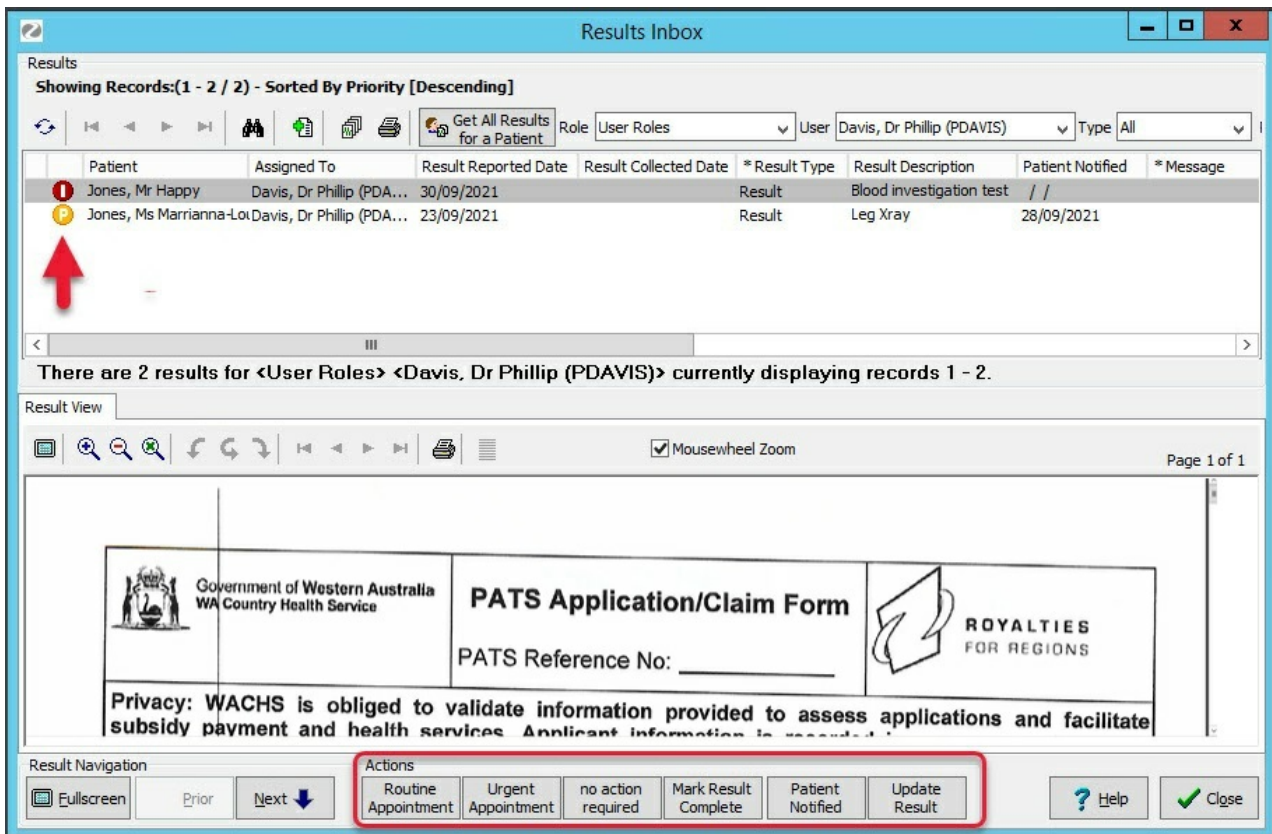 Results Inbox
Results
Showing Records:(1 - 2 / 2) - Sorted By Priority [Descending]
Get All Results for a Patient Role User Roles User Davis, Dr Phillip (PDAVIS) Type All
Patient Assigned To Result Reported Date Result Collected Date * Result Type Result Description Patient Notified * Message
I Jones, Mr Happy Davis, Dr Phillip (PDA... 30/09/2021 Result Blood investigation test / /
P Jones, Ms Marrianna-Lou Davis, Dr Phillip (PDA... 23/09/2021 Result Leg Xray 28/09/2021
There are 2 results for <User Roles> <Davis, Dr Phillip (PDAVIS)> currently displaying records 1 - 2.
Result View
Mousewheel Zoom
Page 1 of 1
Government of Western Australia
WA Country Health Service
PATS Application/Claim Form
PATS Reference No:
ROYALTIES
FOR REGIONS
Privacy: WACHS is obliged to validate information provided to assess applications and facilitate
subsidy payment and health services. Applicant information is
Result Navigation
Actions
Fullscreen Prior Next Routine Appointment Urgent Appointment no action required Mark Result Complete Patient Notified Update Result Help Close